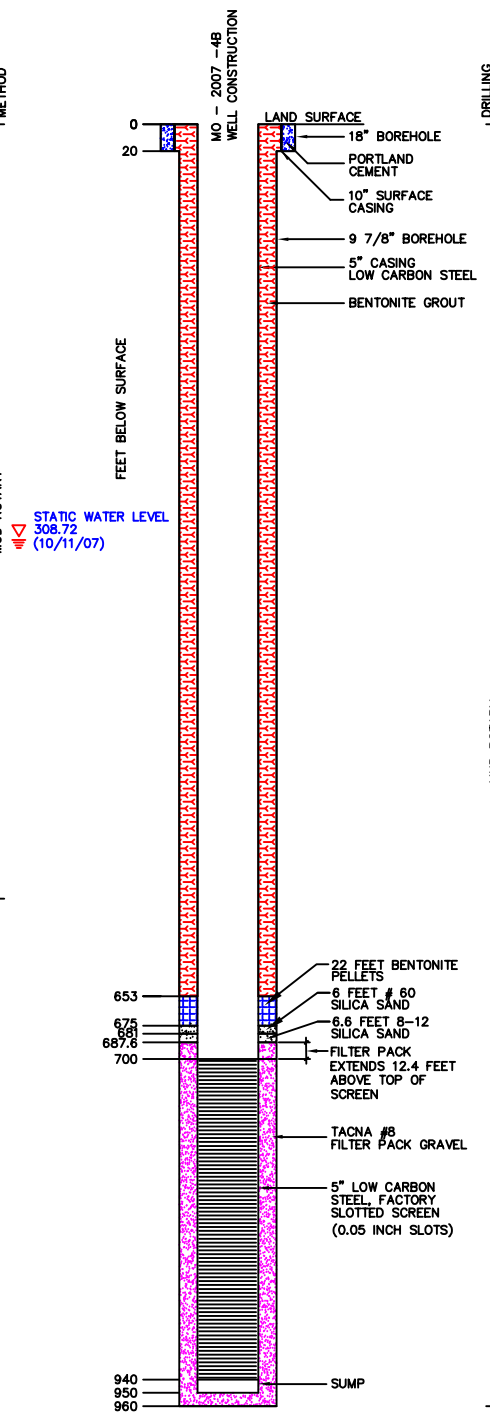 METHOD
MO - 2007 -4B
WELL CONSTRUCTION
DRILLING
LAND SURFACE
0
20
18" BOREHOLE
PORTLAND
CEMENT
10" SURFACE
CASING
9 7/8" BOREHOLE
5" CASING
LOW CARBON STEEL
BENTONITE GROUT
FEET BELOW SURFACE
STATIC WATER LEVEL
308.72
(10/11/07)
653
675
681
687.6
700
22 FEET BENTONITE
PELLETS
6 FEET # 60
SILICA SAND
6.6 FEET 8-12
SILICA SAND
FILTER PACK
EXTENDS 12.4 FEET
ABOVE TOP OF
SCREEN
TACNA #8
FILTER PACK GRAVEL
5" LOW CARBON
STEEL, FACTORY
SLOTTED SCREEN
(0.05 INCH SLOTS)
940
950
960
SUMP